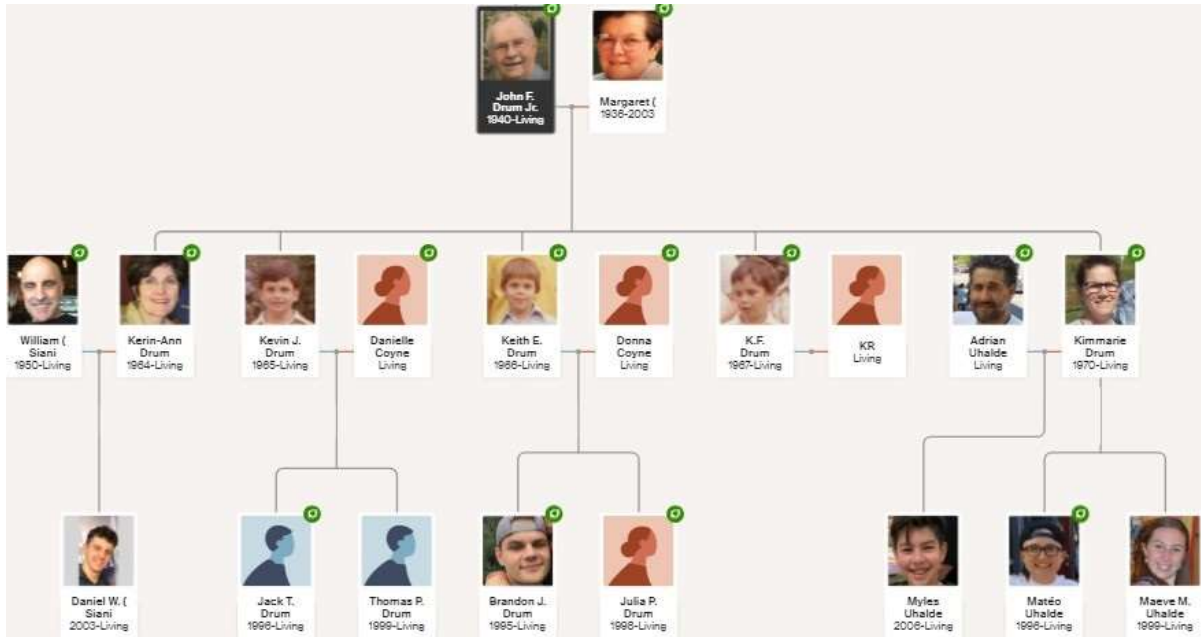 John F.
Drum Jr.
1940-Living
Margaret (
1936-2003
William (
Siani
1950-Living
Kerin-Ann
Drum
1964-Living
Kevin J.
Drum
1965-Living
Danielle
Coyne
Living
Keith E.
Drum
1966-Living
Donna
Coyne
Living
K.F.
Drum
1967-Living
KR
Living
Adrian
Uhalde
Living
Kimmarie
Drum
1970-Living
Daniel W. (
Siani
2003-Living
Jack T.
Drum
1996-Living
Thomas P.
Drum
1999-Living
Brandon J.
Drum
1995-Living
Julia P.
Drum
1998-Living
Myles
Uhalde
2006-Living
Matéo
Uhalde
1996-Living
Maeve M.
Uhalde
1999-Living